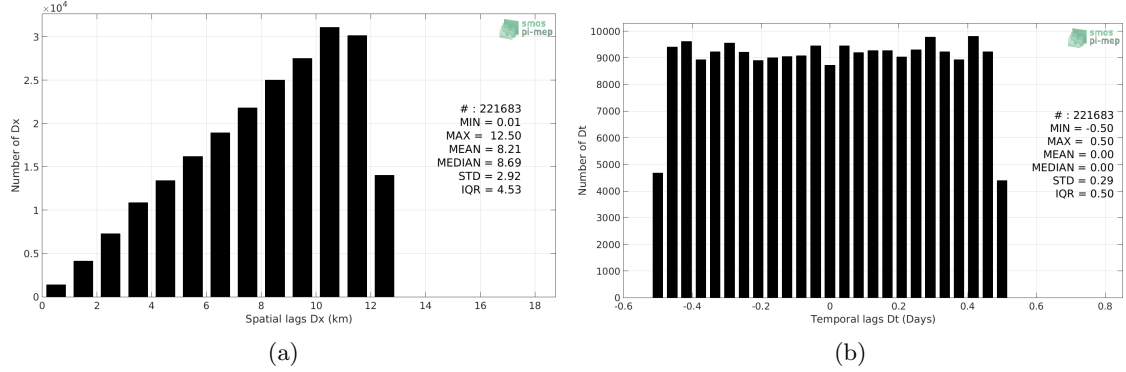 ×10⁴
3
2.5
2
1.5
1
0.5
0
0 2 4 6 8 10 12 14 16 18
Number of Dx
Spatial lags Dx (km)
smos
pi-mep
# : 221683
MIN = 0.01
MAX = 12.50
MEAN = 8.21
MEDIAN = 8.69
STD = 2.92
IQR = 4.53
(a)
10000
9000
8000
7000
6000
5000
4000
3000
2000
1000
0
-0.6 -0.4 -0.2 0 0.2 0.4 0.6 0.8
Number of Dt
Temporal lags Dt (Days)
smos
pi-mep
# : 221683
MIN = -0.50
MAX = 0.50
MEAN = 0.00
MEDIAN = 0.00
STD = 0.29
IQR = 0.50
(b)